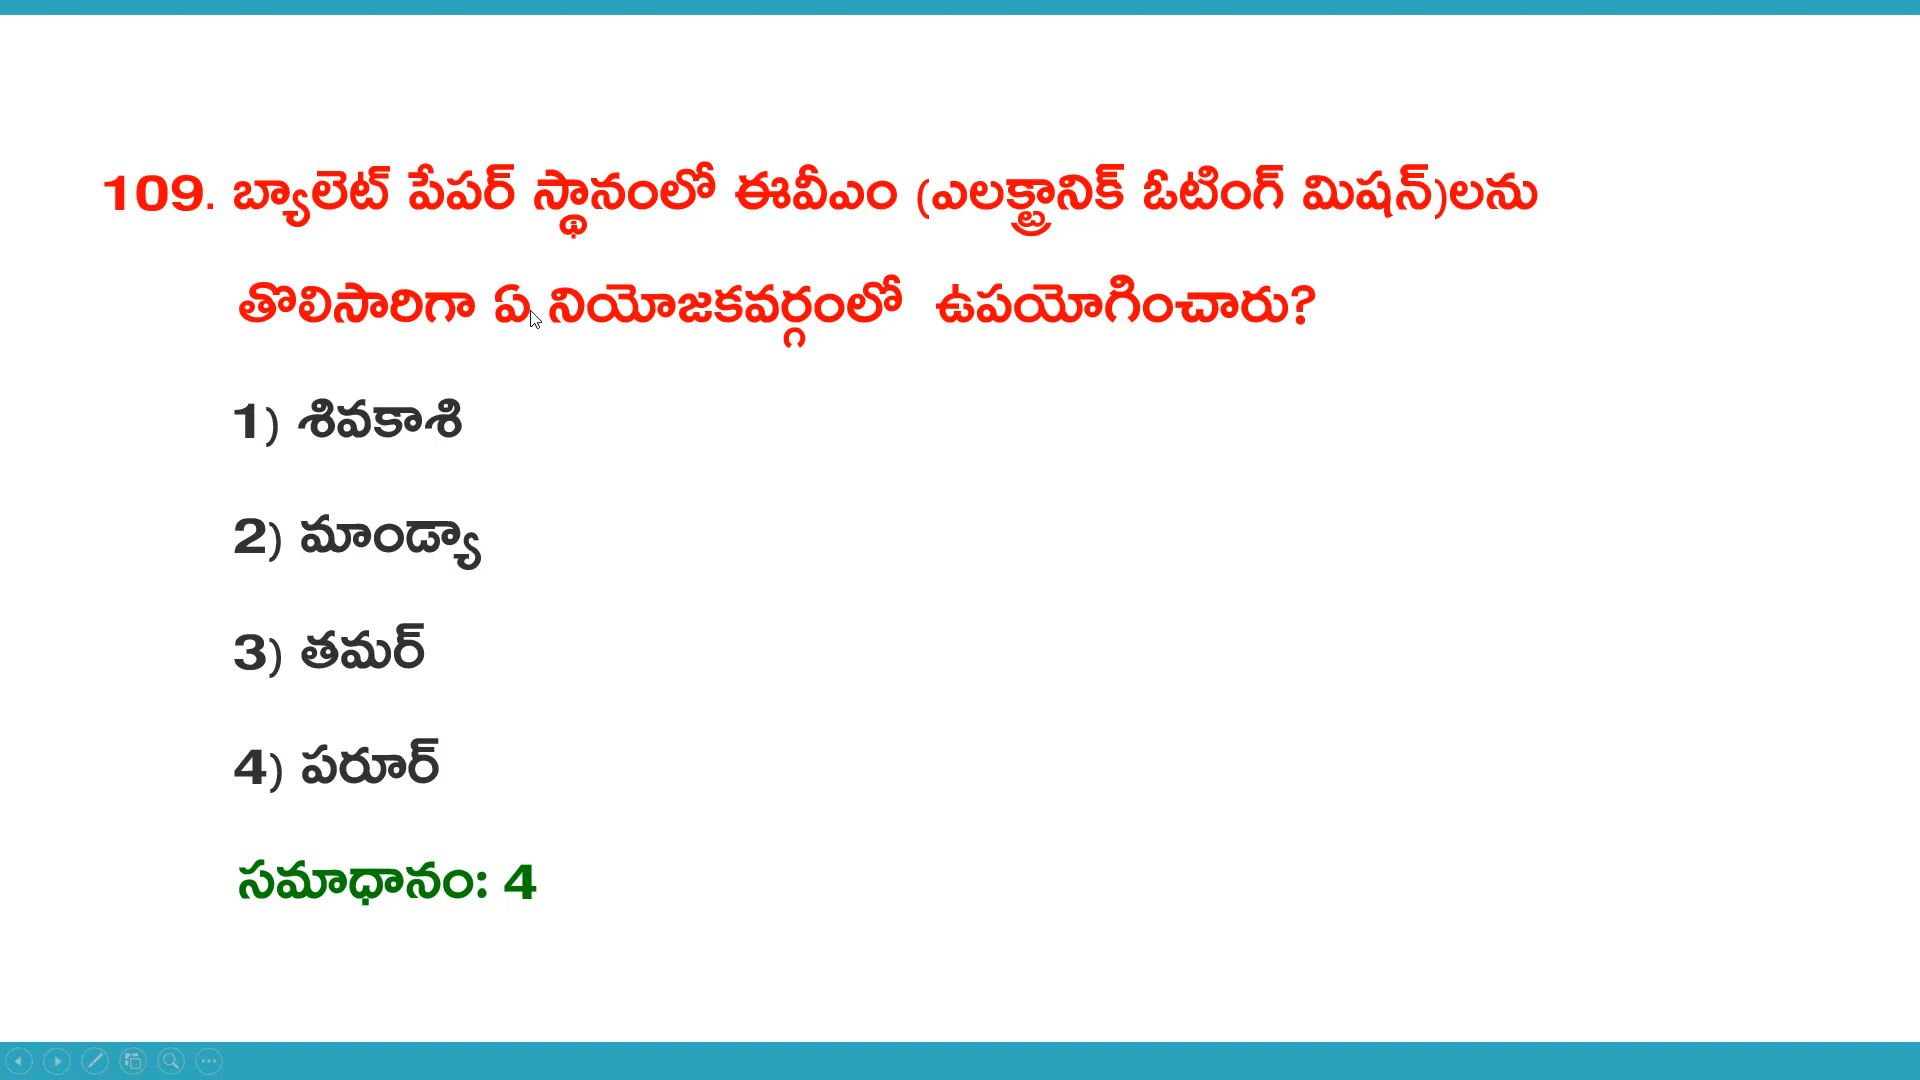 109. బ్యాలెట్ పేపర్ స్థానంలో ఈవీఎం (ఎలక్ట్రానిక్ ఓటింగ్ మిషన్)లను
తొలిసారిగా ఏ నియోజకవర్గంలో ఉపయోగించారు?
1) శివకాశి
2) మాండ్యా
3) తమర్
4) పరూర్
సమాధానం: 4